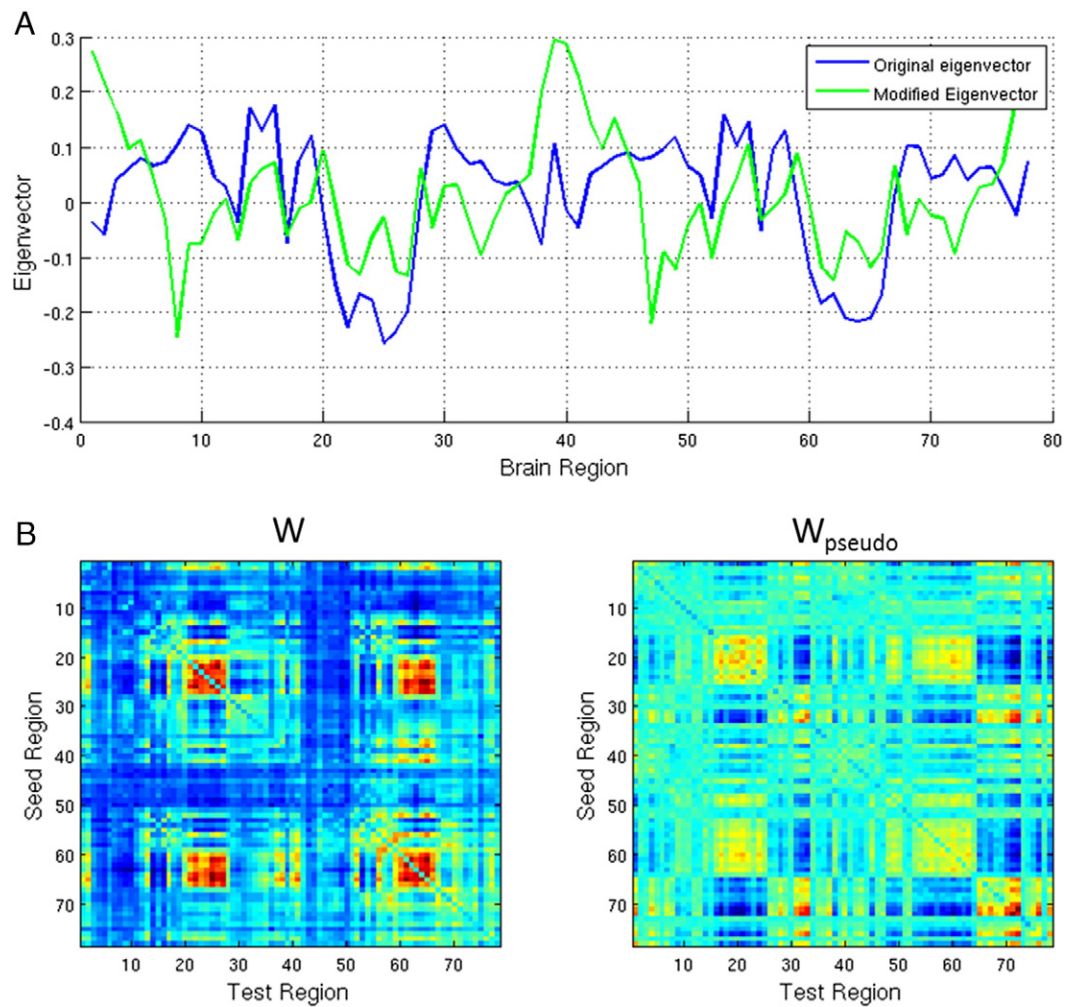 A
0.3
0.2
0.1
0
-0.1
-0.2
-0.3
-0.4
Eigenvector
Original eigenvector
Modified Eigenvector
0 10 20 30 40 50 60 70 80
Brain Region
B
W
10
20
30
40
50
60
70
Seed Region
10 20 30 40 50 60 70
Test Region
Wpseudo
10
20
30
40
50
60
70
Seed Region
10 20 30 40 50 60 70
Test Region